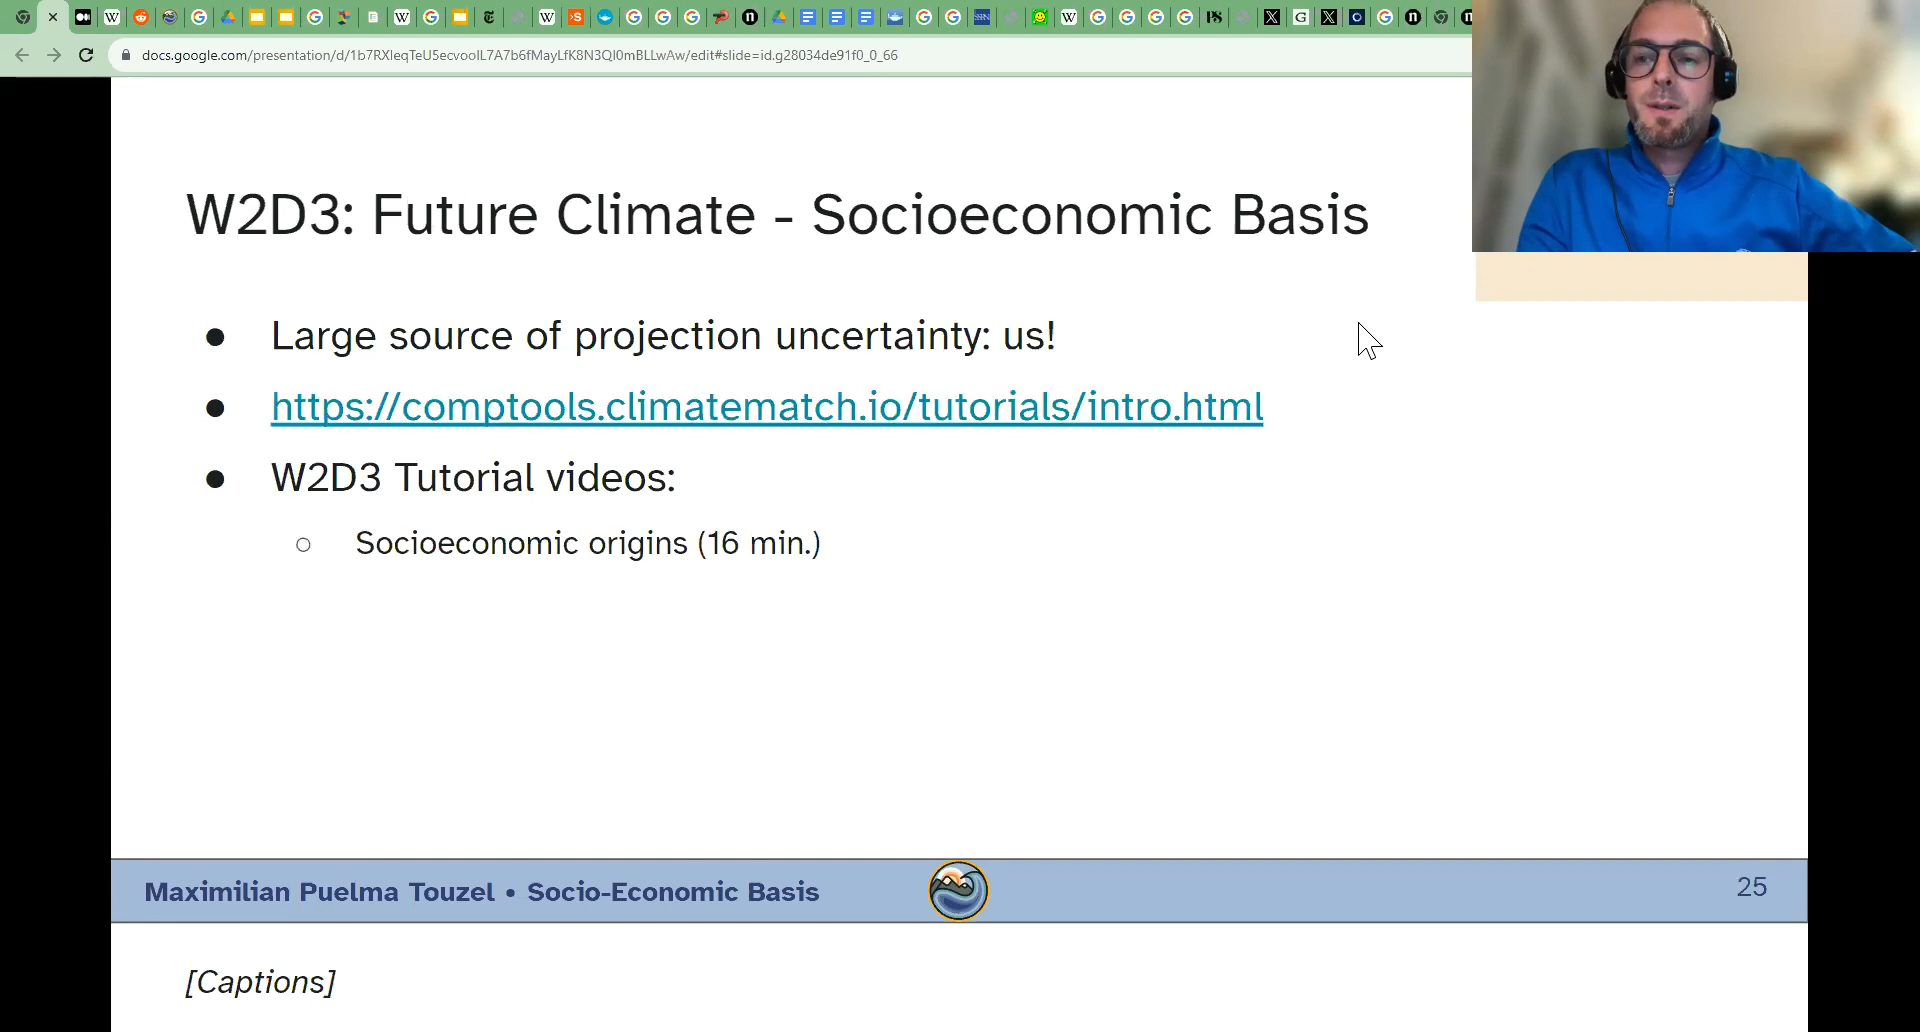 docs.google.com/presentation/d/1b7RXleqTeU5ecvooIL7A7b6fMayLfK8N3QI0mBLLwAw/edit#slide=id.g28034de91f0_0_66
W2D3: Future Climate - Socioeconomic Basis
● Large source of projection uncertainty: us!
● https://comptools.climatematch.io/tutorials/intro.html
● W2D3 Tutorial videos:
○ Socioeconomic origins (16 min.)
Maximilian Puelma Touzel • Socio-Economic Basis
25
[Captions]